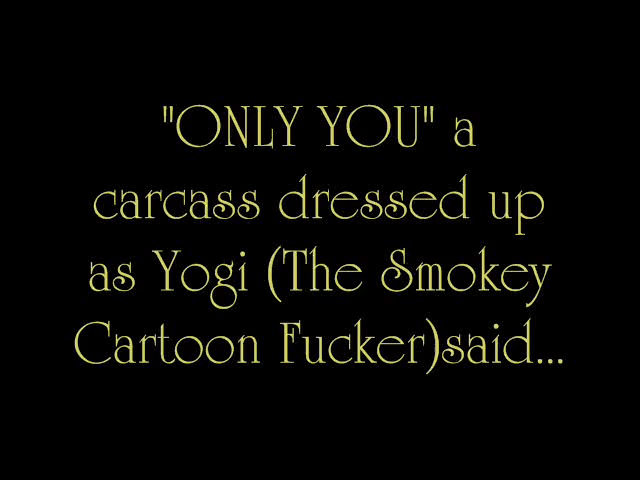 "ONLY YOU" a
carcass dressed up
as Yogi (The Smokey
Cartoon Fucker)said...